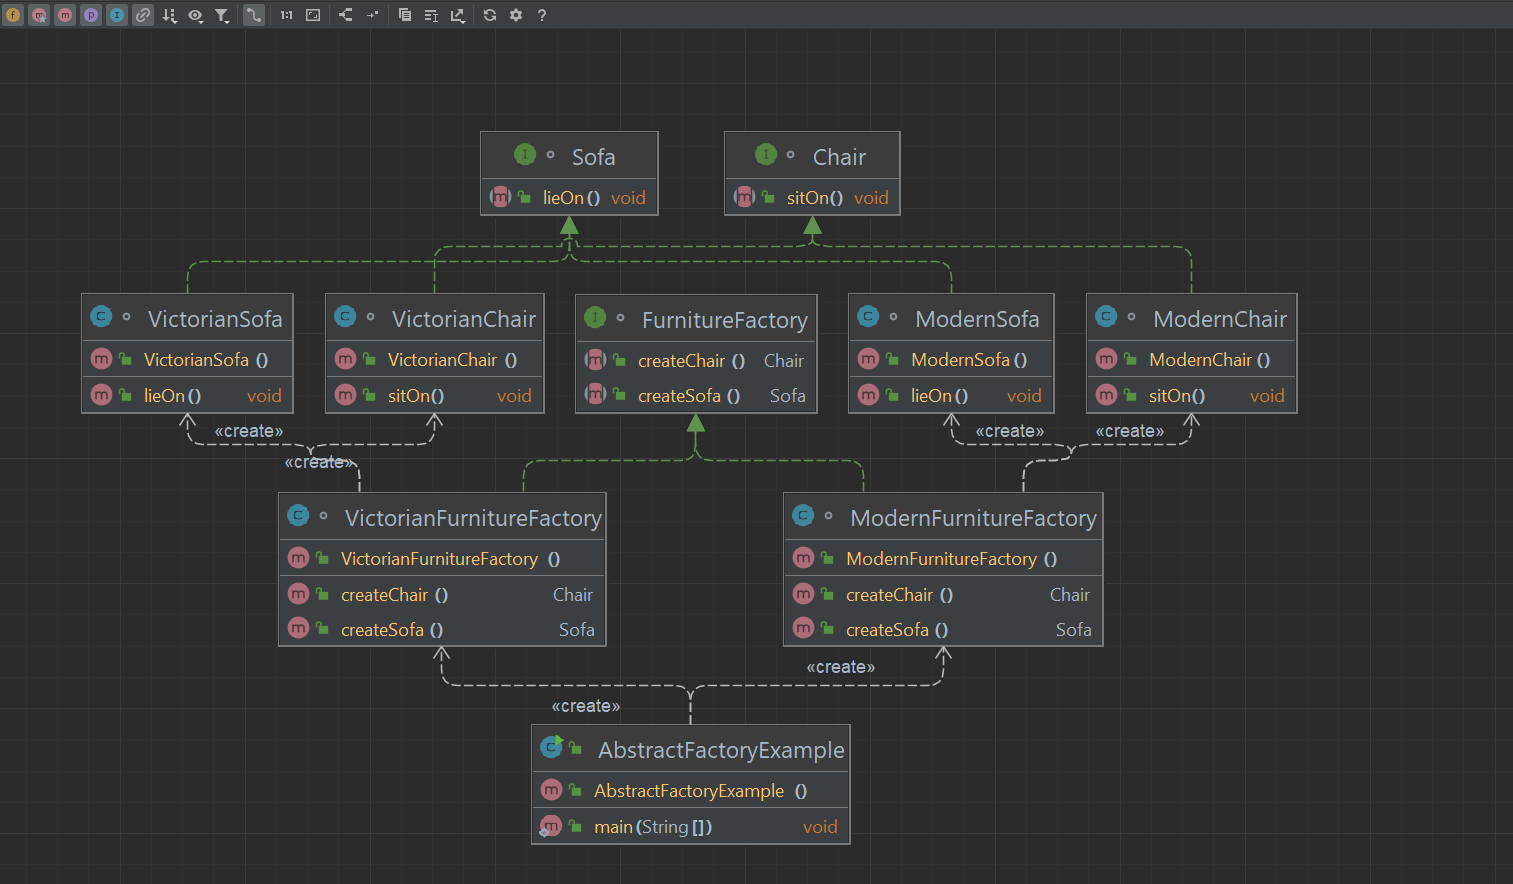 1:1 ?
Sofa
lieOn() void
Chair
sitOn() void
VictorianSofa
VictorianSofa ()
lieOn() void
VictorianChair
VictorianChair ()
sitOn() void
FurnitureFactory
createChair () Chair
createSofa () Sofa
ModernSofa
ModernSofa()
lieOn() void
ModernChair
ModernChair()
sitOn() void
«create»
«create»
«create»
«create»
VictorianFurnitureFactory
VictorianFurnitureFactory ()
createChair () Chair
createSofa () Sofa
ModernFurnitureFactory
ModernFurnitureFactory ()
createChair () Chair
createSofa () Sofa
«create»
«create»
AbstractFactoryExample
AbstractFactoryExample ()
main(String[]) void